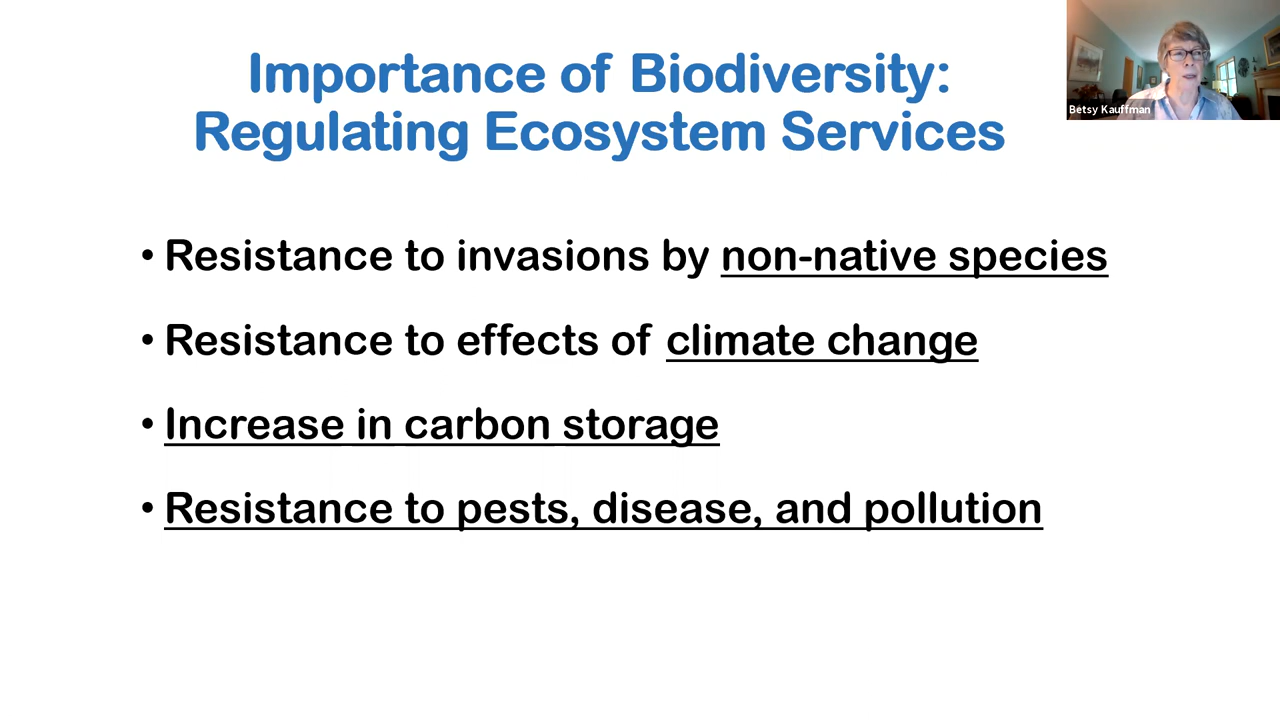 Importance of Biodiversity:
Regulating Ecosystem Services
Betsy Kauffman
• Resistance to invasions by non-native species
• Resistance to effects of climate change
• Increase in carbon storage
• Resistance to pests, disease, and pollution